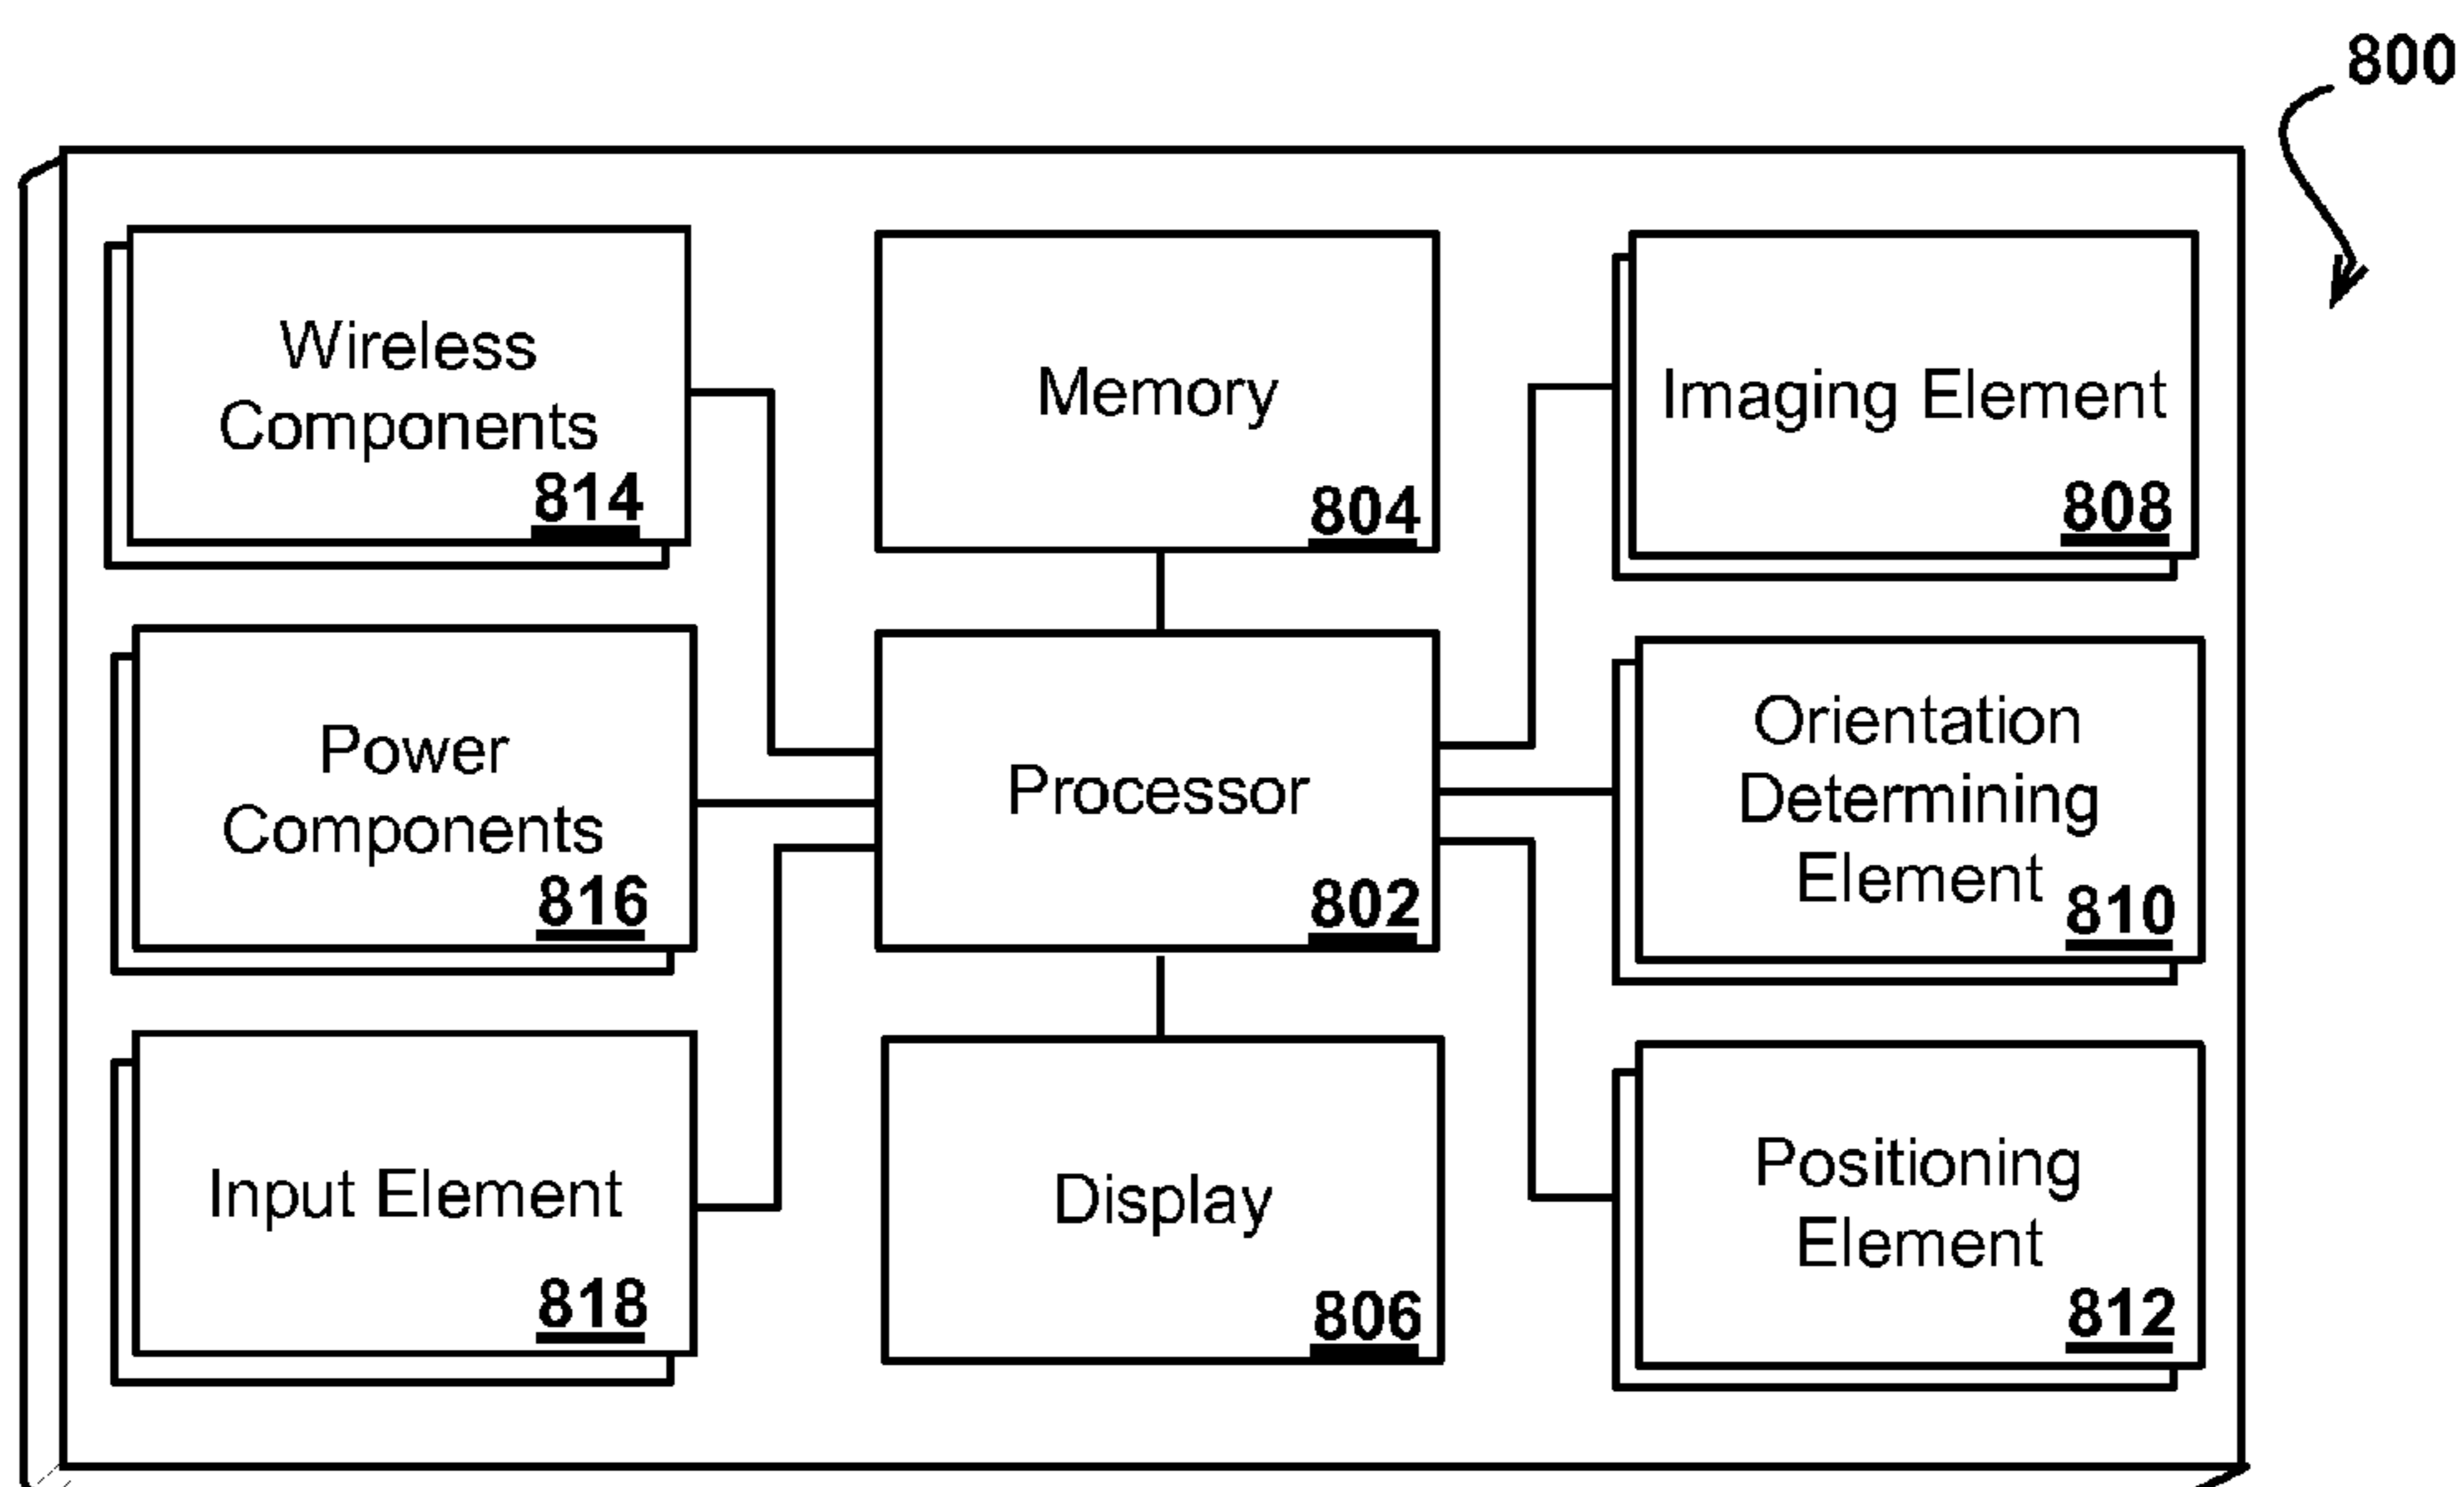 800
Wireless
Components
814
Memory
804
Imaging Element
808
Power
Components
816
Processor
802
Orientation
Determining
Element
810
Input Element
818
Display
806
Positioning
Element
812